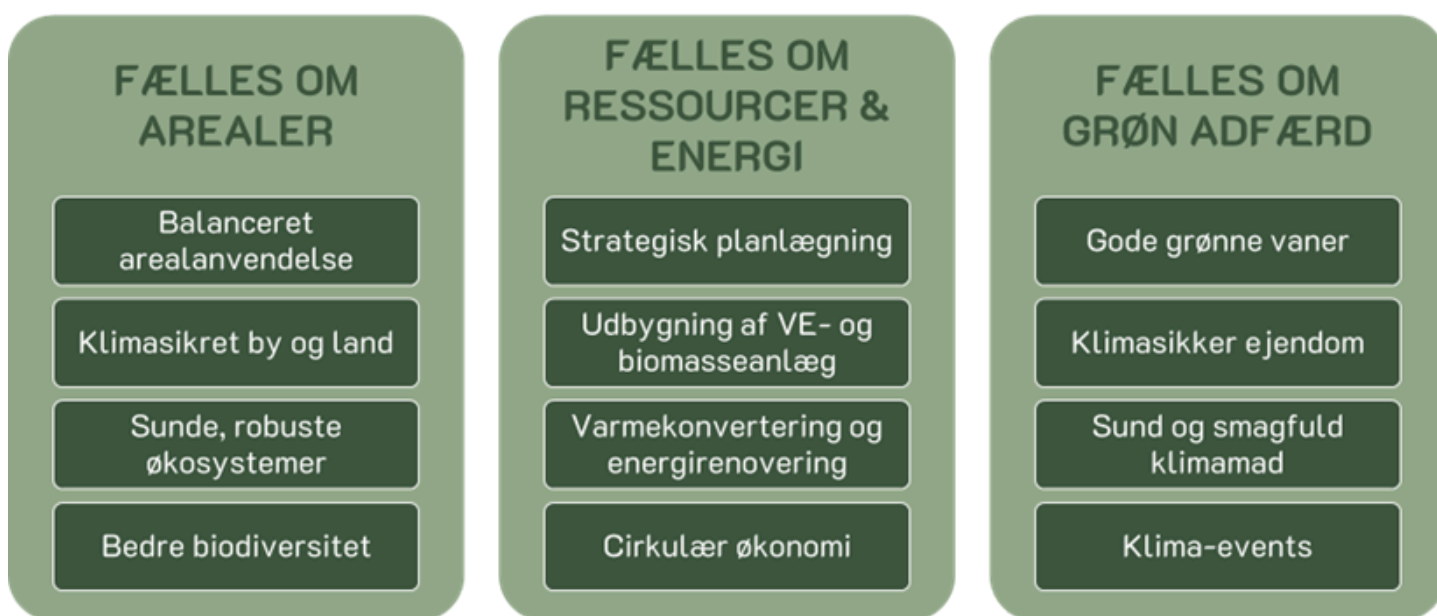 FÆLLES OM
AREALER
Balanceret
arealanvendelse
Klimasikret by og land
Sunde, robuste
økosystemer
Bedre biodiversitet
FÆLLES OM
RESSOURCER &
ENERGI
Strategisk planlægning
Udbygning af VE- og
biomasseanlæg
Varmekonvertering og
energirenovering
Cirkulær økonomi
FÆLLES OM
GRØN ADFÆRD
Gode grønne vaner
Klimasikker ejendom
Sund og smagfuld
klimamad
Klima-events